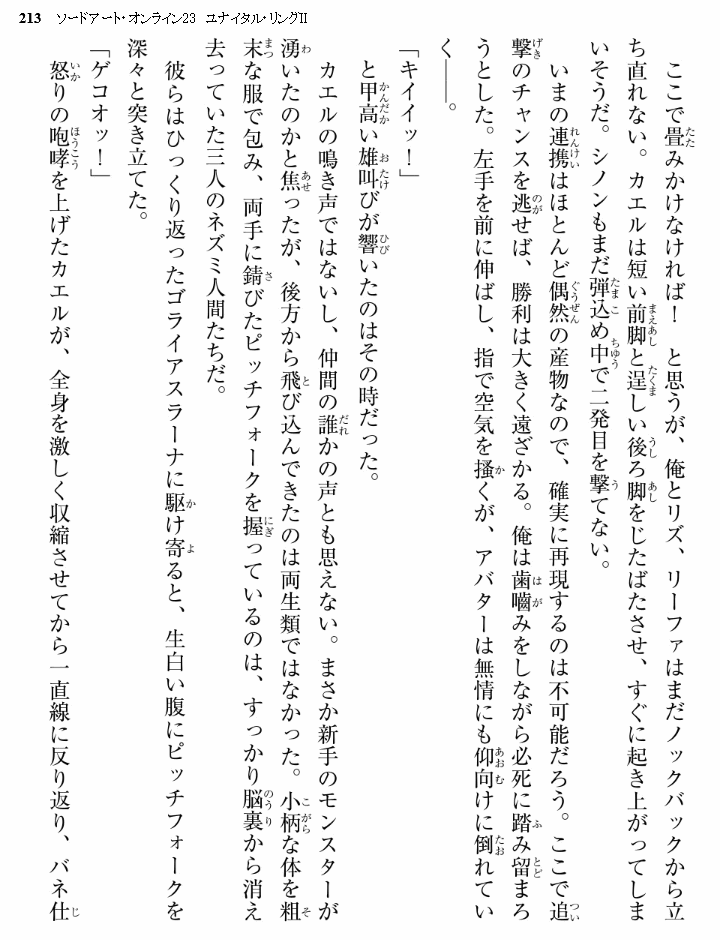 213 ソードアート・オンライン23 ユナイタル・リングII
ここで畳みかけなければ！　と思うが、俺とリズ、リーファはまだノックバックから立
ち直れない。カエルは短い前脚と逞しい後ろ脚をじたばたさせ、すぐに起き上がってしま
いそうだ。シノンもまだ弾込め中で二発目を撃てない。
いまの連携はほとんど偶然の産物なので、確実に再現するのは不可能だろう。ここで追
撃のチャンスを逃せば、勝利は大きく遠ざかる。俺は歯嚙みをしながら必死に踏み留まろ
うとした。左手を前に伸ばし、指で空気を搔くが、アバターは無情にも仰向けに倒れてい
く――。
「キイイッ！」
と甲高い雄叫びが響いたのはその時だった。
カエルの鳴き声ではないし、仲間の誰かの声とも思えない。まさか新手のモンスターが
湧いたのかと焦ったが、後方から飛び込んできたのは両生類ではなかった。小柄な体を粗
末な服で包み、両手に錆びたピッチフォークを握っているのは、すっかり脳裏から消え
去っていた三人のネズミ人間たちだ。
彼らはひっくり返ったゴライアスラーナに駆け寄ると、生白い腹にピッチフォークを
深々と突き立てた。
「ゲコオッ！」
怒りの咆哮を上げたカエルが、全身を激しく収縮させてから一直線に反り返り、バネ仕